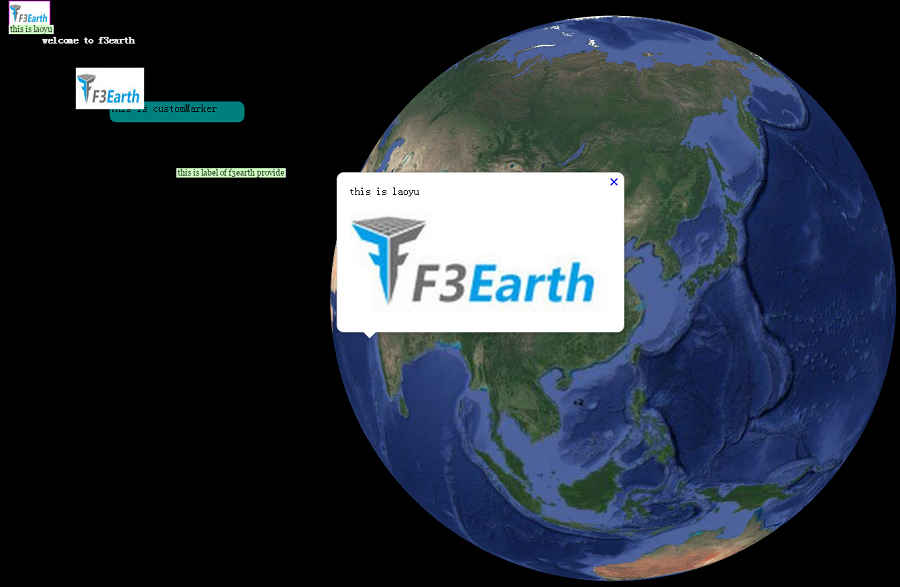 F3Earth
this is laoyu
welcome to f3earth
F3Earth
this is customMarker
this is label of f3earth provide
×
this is laoyu
F3Earth